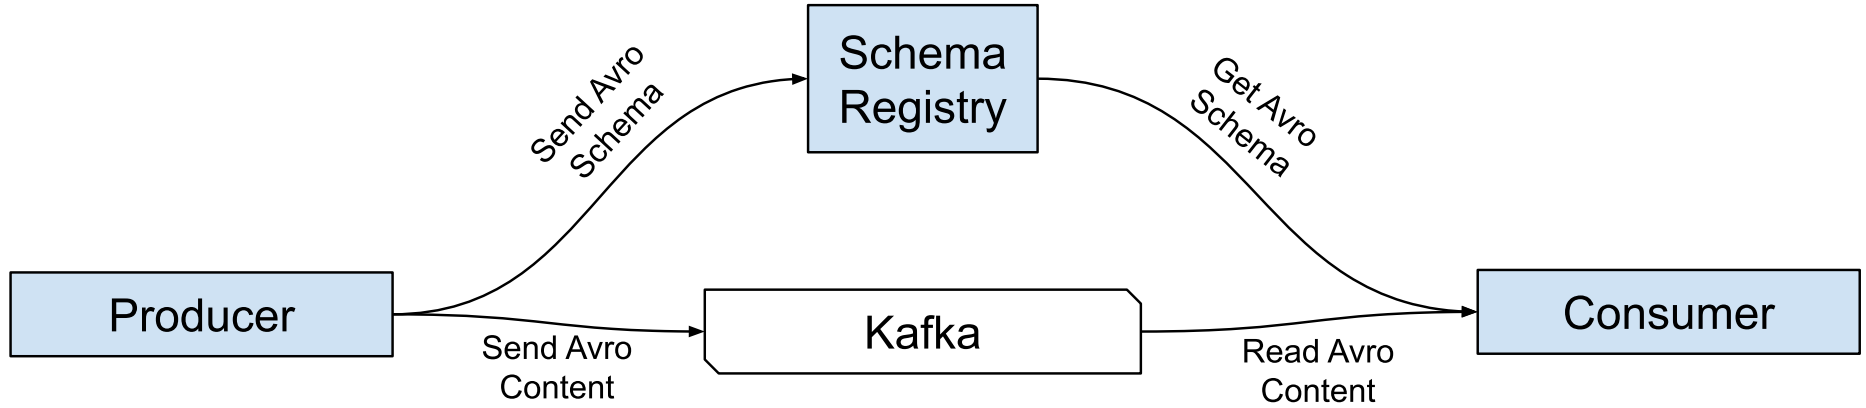 Send Avro
Schema
Schema
Registry
Get Avro
Schema
Producer
Send Avro
Content
Kafka
Read Avro
Content
Consumer